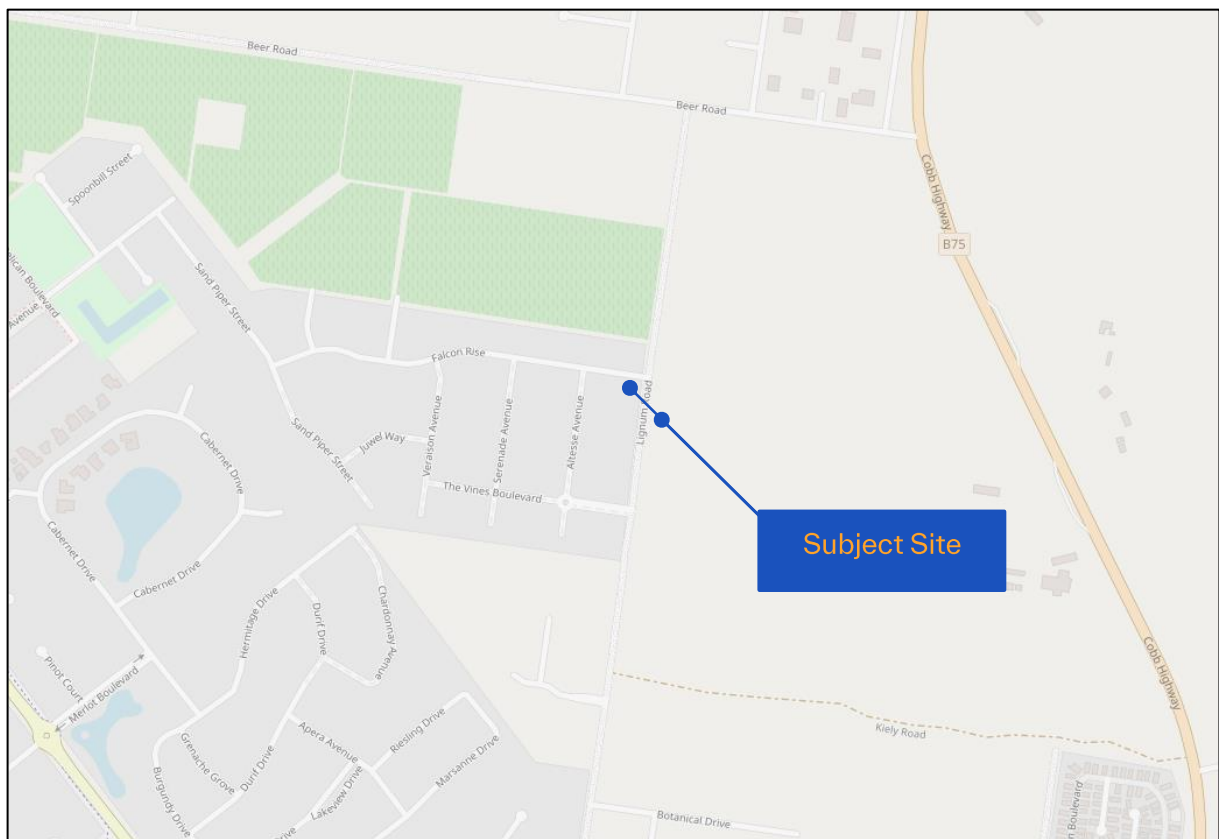 Beer Road
Beer Road
Cobb Highway
B75
Spoonbill Street
Sand Piper Street
Avenue
Falcon Rise
Lignum Road
Sand Piper Street
Juwel Way
Veraison Avenue
Serenade Avenue
Altesse Avenue
The Vines Boulevard
Subject Site
Cabernet Drive
Cabernet Drive
Cabernet Drive
Hermitage Drive
Durif Drive
Chardonnay Avenue
Pinot Court
Merlot Boulevard
Grenache Grove
Durif Drive
Apera Avenue
Riesling Drive
Marsanne Drive
Lakeview Drive
Burgundy Drive
Kiely Road
Cobb Highway
Botanical Drive
Boulevard